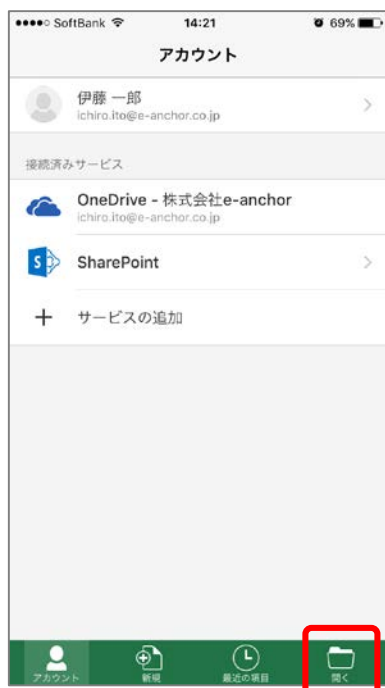 SoftBank 14:21 69%
アカウント
伊藤 一郎
ichiro.ito@e-anchor.co.jp
接続済みサービス
OneDrive - 株式会社e-anchor
ichiro.ito@e-anchor.co.jp
S
SharePoint
サービスの追加
アカウント 新規 最近の項目 開く